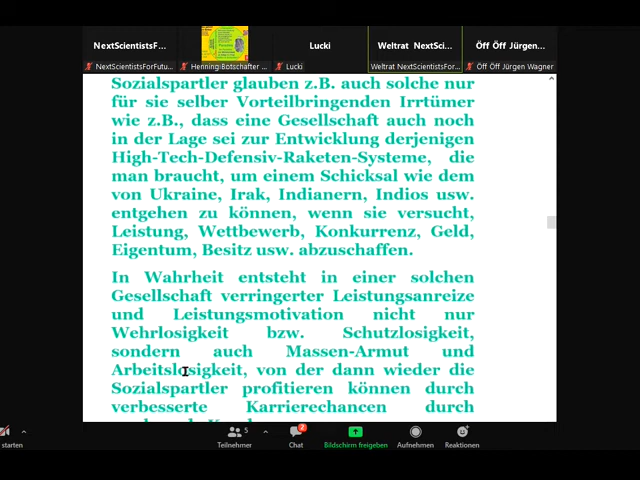 NextScientistsF...
Lucki
Weltrat NextSci...
Öff Öff Jürgen...
NextScientistsForFutu...
Henning:Botschafter ...
Lucki
Weltrat NextScientistsFor...
Öff Öff Jürgen Wagner
Sozialspartler glauben z.B. auch solche nur
für sie selber Vorteilbringenden Irrtümer
wie z.B., dass eine Gesellschaft auch noch
in der Lage sei zur Entwicklung derjenigen
High-Tech-Defensiv-Raketen-Systeme, die
man braucht, um einem Schicksal wie dem
von Ukraine, Irak, Indianern, Indios usw.
entgehen zu können, wenn sie versucht,
Leistung, Wettbewerb, Konkurrenz, Geld,
Eigentum, Besitz usw. abzuschaffen.
In Wahrheit entsteht in einer solchen
Gesellschaft verringerter Leistungsanreize
und Leistungsmotivation nicht nur
Wehrlosigkeit bzw. Schutzlosigkeit,
sondern auch Massen-Armut und
Arbeitslosigkeit, von der dann wieder die
Sozialspartler profitieren können durch
verbesserte Karrierechancen durch
starten
Teilnehmer
5
Chat
2
Bildschirm freigeben
Aufnehmen
Reaktionen